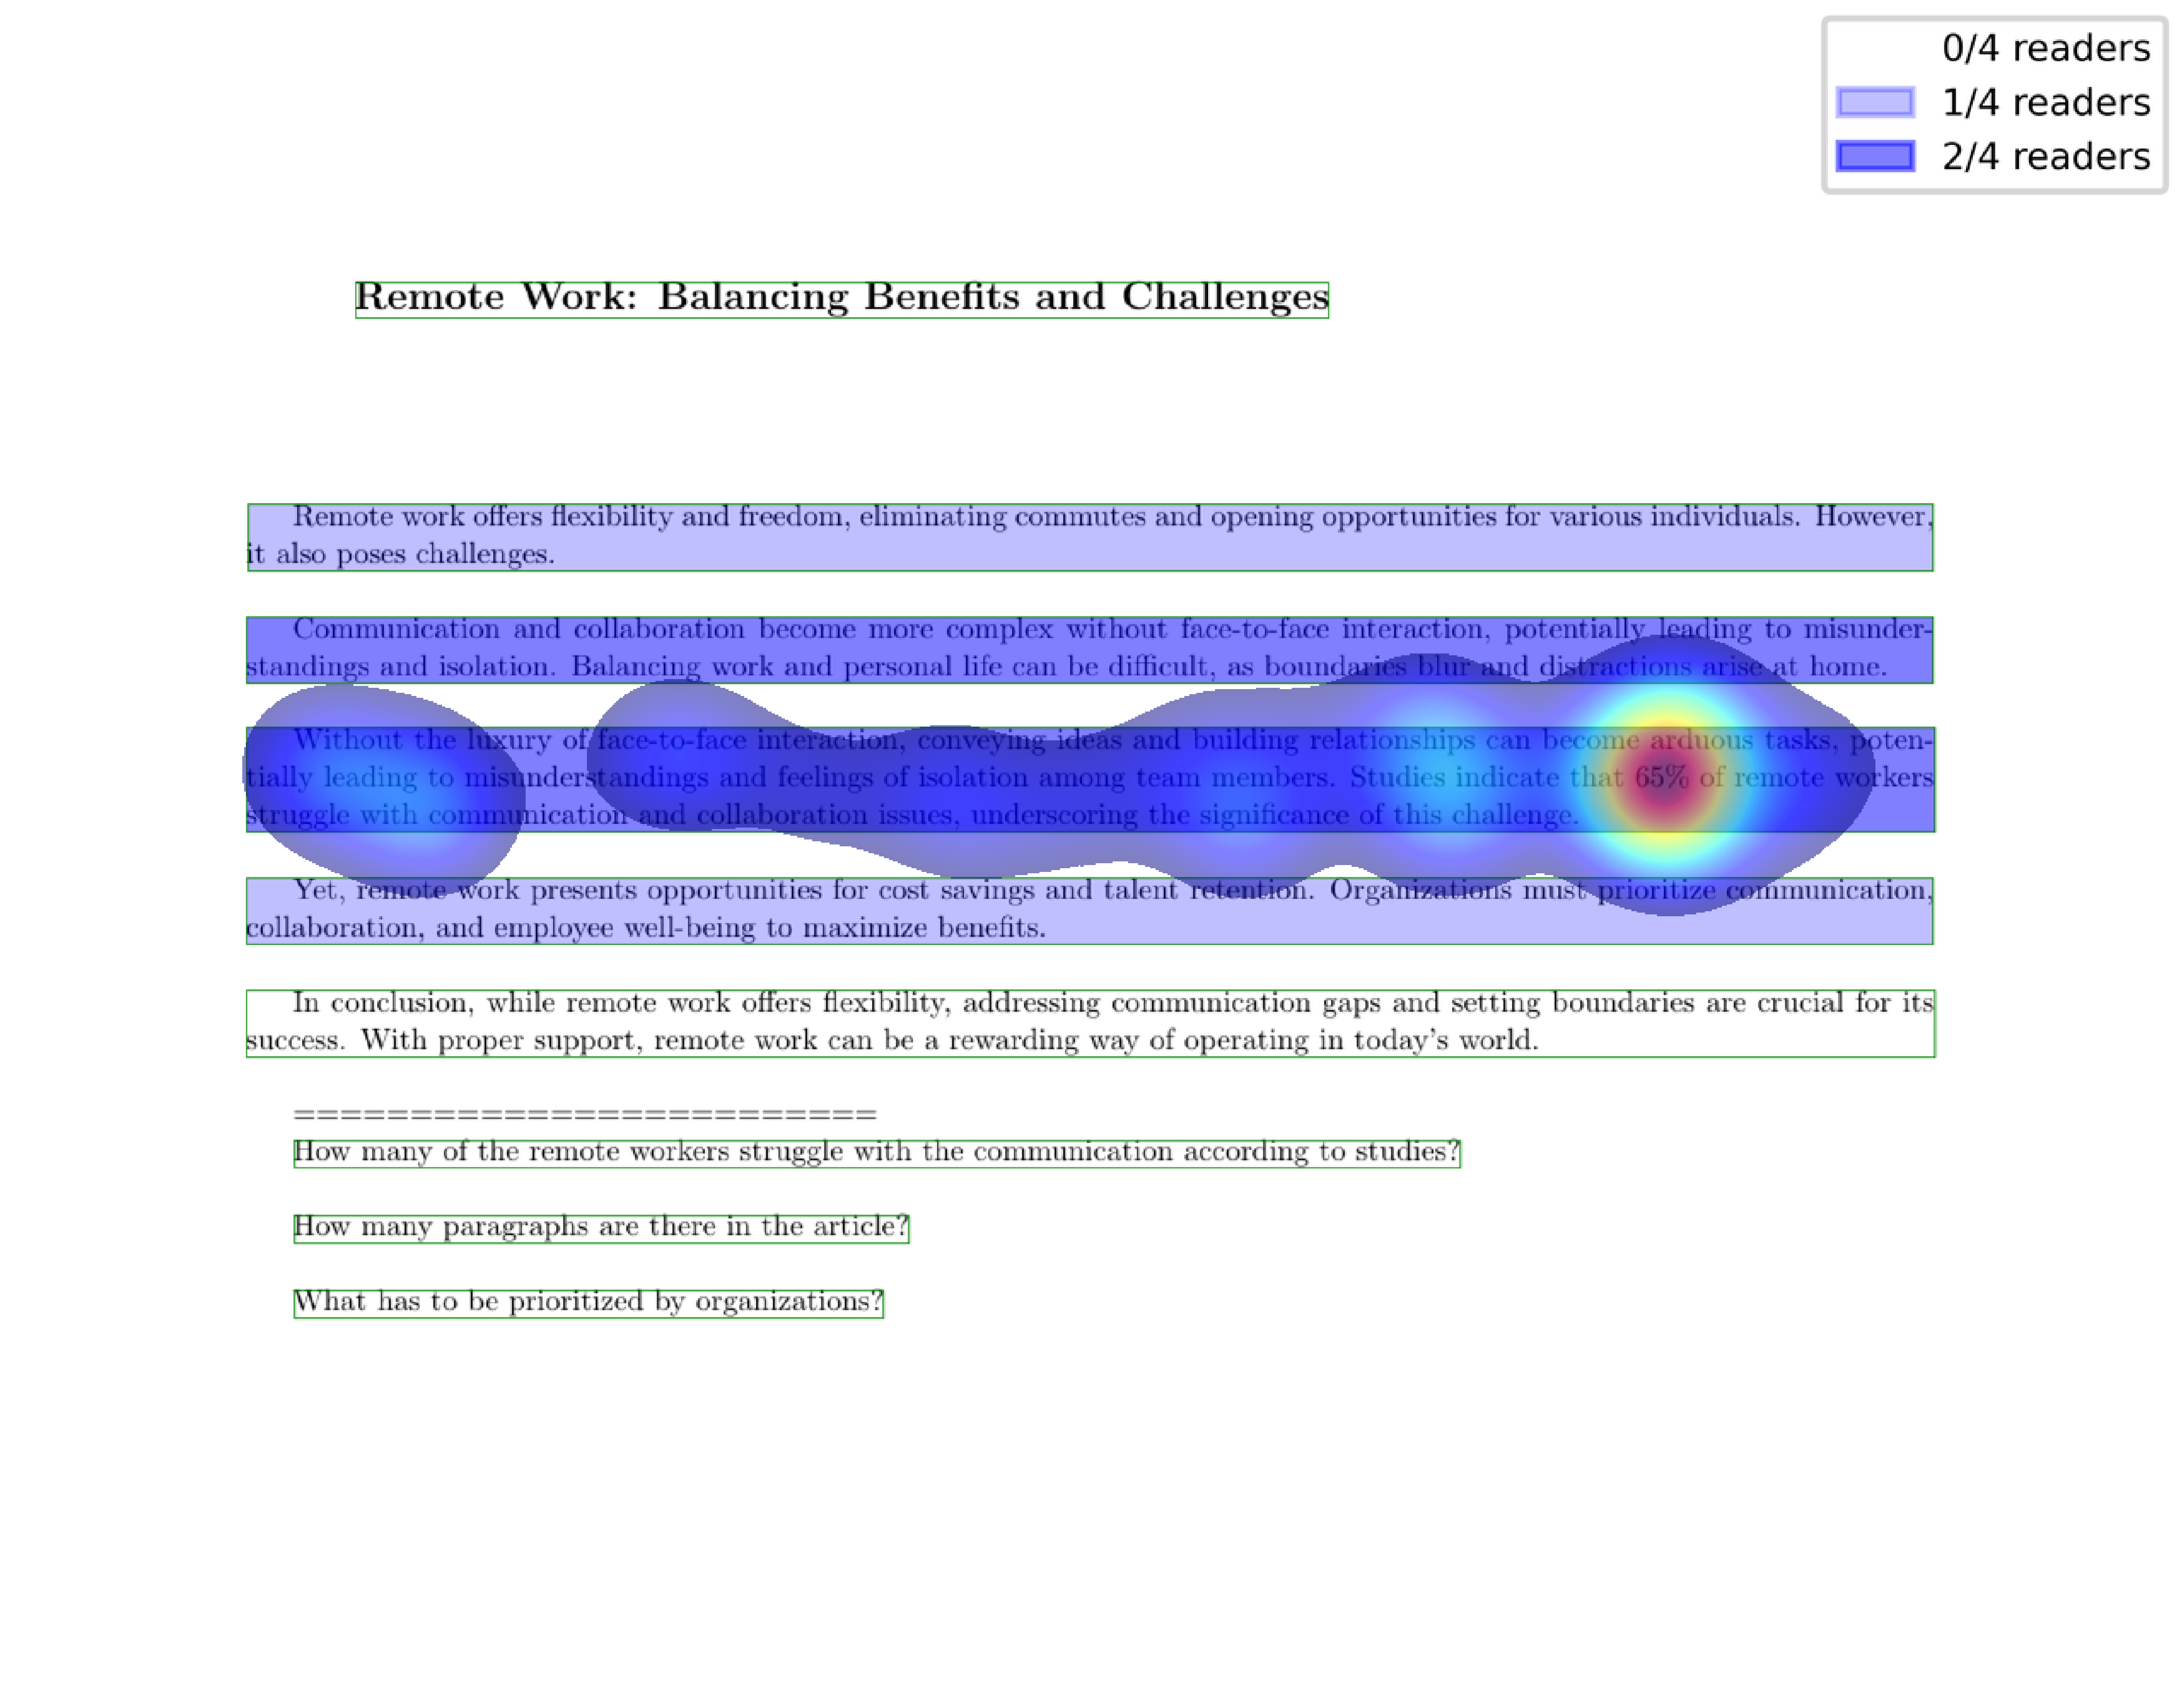 0/4 readers
1/4 readers
2/4 readers
Remote Work: Balancing Benefits and Challenges
Remote work offers flexibility and freedom, eliminating commutes and opening opportunities for various individuals. However,
it also poses challenges.
Communication and collaboration become more complex without face-to-face interaction, potentially leading to misunder-
standings and isolation. Balancing work and personal life can be difficult, as boundaries blur and distractions arise at home.
Without the luxury of face-to-face interaction, conveying ideas and building relationships can become arduous tasks, poten-
tially leading to misunderstandings and feelings of isolation among team members. Studies indicate that 65% of remote workers
struggle with communication and collaboration issues, underscoring the significance of this challenge.
Yet, remote work presents opportunities for cost savings and talent retention. Organizations must prioritize communication,
collaboration, and employee well-being to maximize benefits.
In conclusion, while remote work offers flexibility, addressing communication gaps and setting boundaries are crucial for its
success. With proper support, remote work can be a rewarding way of operating in today's world.
=========================
How many of the remote workers struggle with the communication according to studies?
How many paragraphs are there in the article?
What has to be prioritized by organizations?